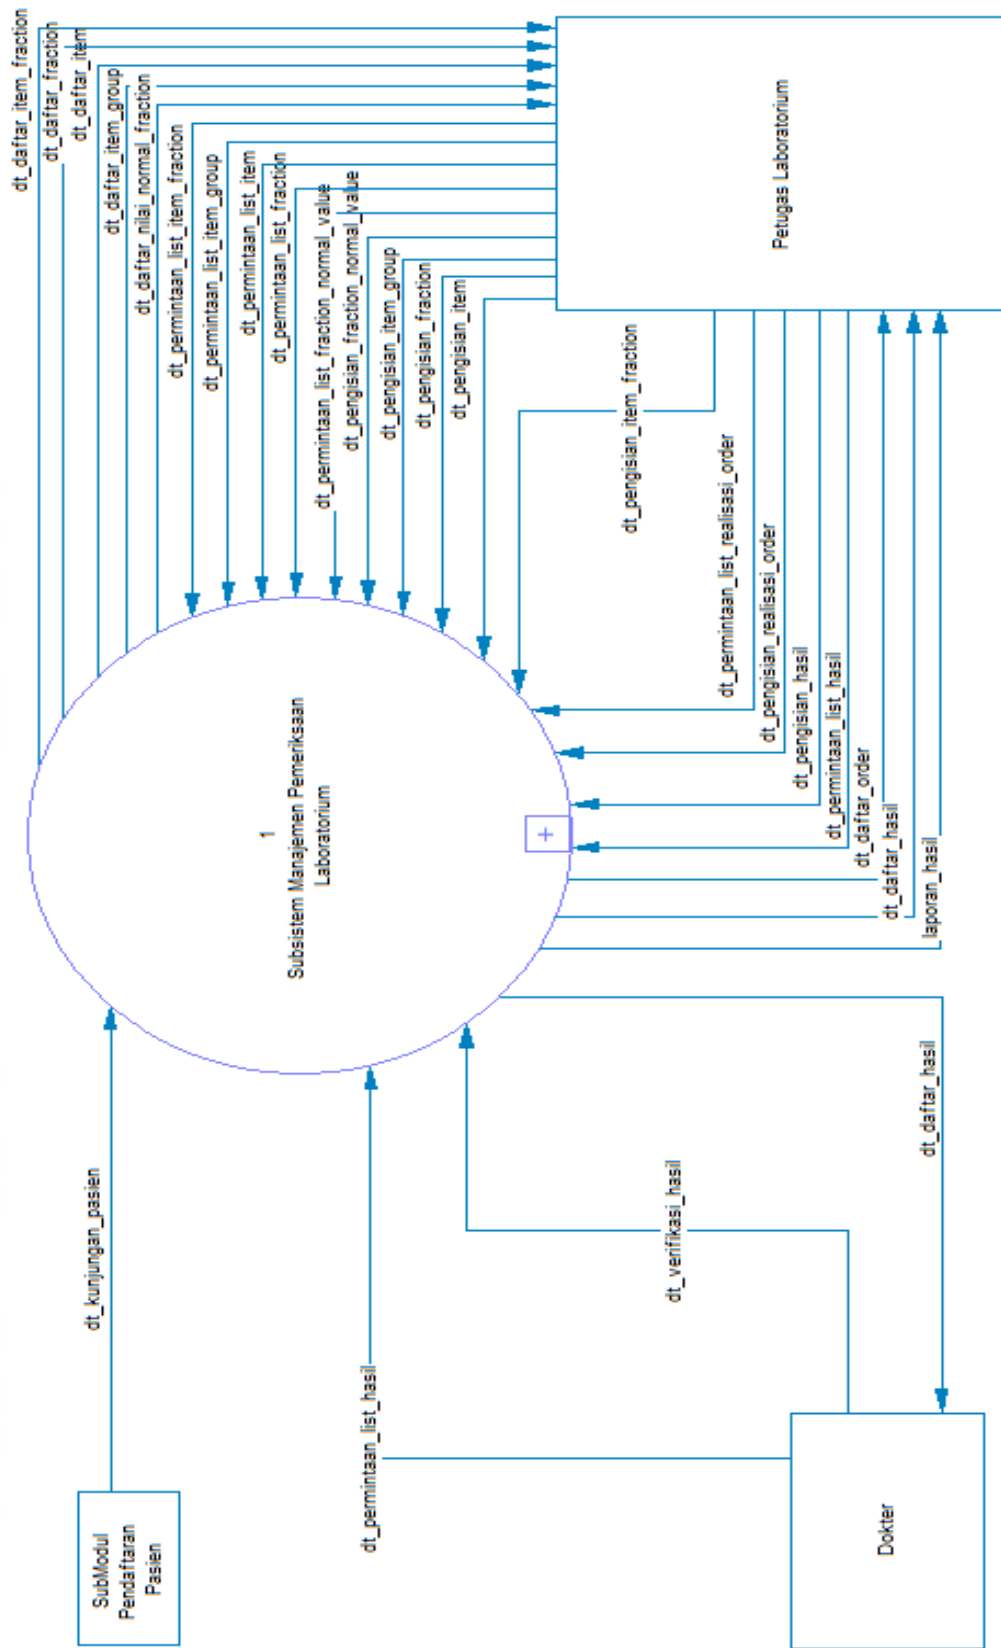 dt_daftar_item_fraction
dt_daftar_fraction
dt_daftar_item
dt_daftar_item_group
dt_daftar_nilai_normal_fraction
dt_permintaan_list_item_fraction
dt_permintaan_list_item_group
dt_permintaan_list_item
dt_permintaan_list_fraction
dt_permintaan_list_fraction_normal_value
dt_pengisian_fraction_normal_value
dt_pengisian_item_group
dt_pengisian_fraction
dt_pengisian_item
dt_pengisian_item_fraction
dt_permintaan_list_realisasi_order
dt_pengisian_realisasi_order
dt_pengisian_hasil
dt_permintaan_list_hasil
dt_daftar_order
dt_daftar_hasil
laporan_hasil
Petugas Laboratorium
1
Subsistem Manajemen Pemeriksaan
Laboratorium
+
dt_kunjungan_pasien
SubModul
Pendaftaran
Pasien
dt_permintaan_list_hasil
dt_verifikasi_hasil
dt_daftar_hasil
Dokter